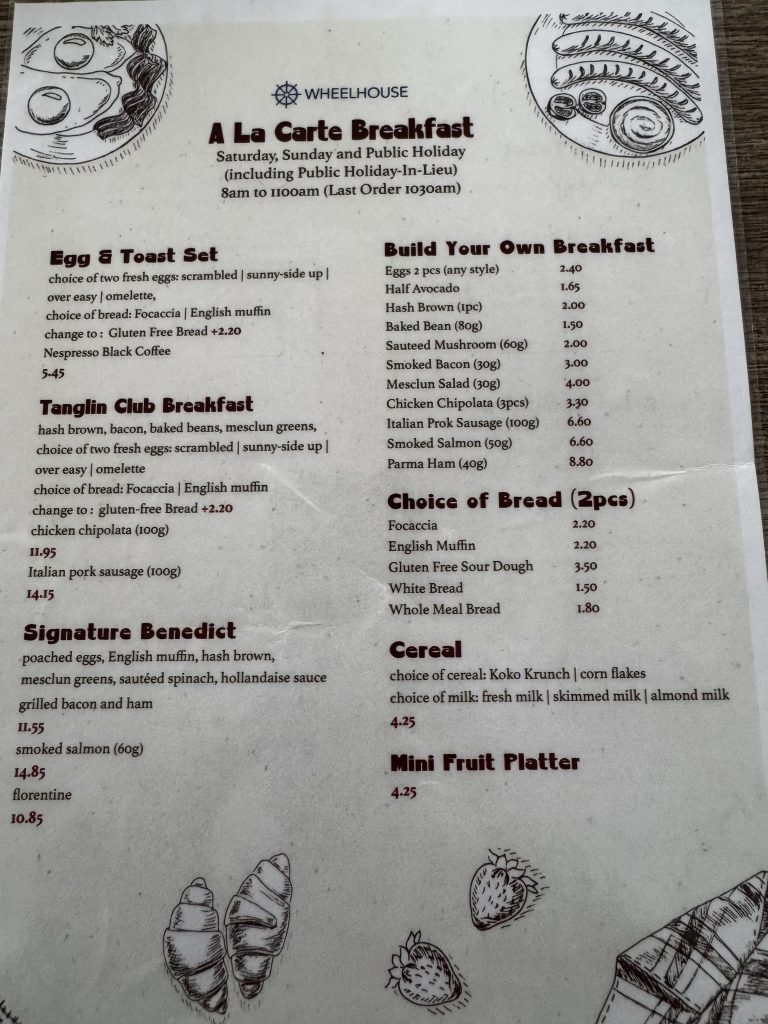 WHEELHOUSE
A La Carte Breakfast
Saturday, Sunday and Public Holiday
(including Public Holiday-In-Lieu)
8am to 1100am (Last Order 1030am)
Egg & Toast Set
choice of two fresh eggs: scrambled | sunny-side up |
over easy | omelette,
choice of bread: Focaccia | English muffin
change to : Gluten Free Bread +2.20
Nespresso Black Coffee
5.45
Tanglin Club Breakfast
hash brown, bacon, baked beans, mesclun greens,
choice of two fresh eggs: scrambled | sunny-side up |
over easy | omelette
choice of bread: Focaccia | English muffin
change to : gluten-free Bread +2.20
chicken chipolata (100g)
11.95
Italian pork sausage (100g)
14.15
Signature Benedict
poached eggs, English muffin, hash brown,
mesclun greens, sautéed spinach, hollandaise sauce
grilled bacon and ham
11.55
smoked salmon (60g)
14.85
florentine
10.85
Build Your Own Breakfast
Eggs 2 pcs (any style) 2.40
Half Avocado 1.65
Hash Brown (1pc) 2.00
Baked Bean (80g) 1.50
Sauteed Mushroom (60g) 2.00
Smoked Bacon (30g) 3.00
Mesclun Salad (30g) 4.00
Chicken Chipolata (3pcs) 3.30
Italian Prok Sausage (100g) 6.60
Smoked Salmon (50g) 6.60
Parma Ham (40g) 8.80
Choice of Bread (2pcs)
Focaccia 2.20
English Muffin 2.20
Gluten Free Sour Dough 3.50
White Bread 1.50
Whole Meal Bread 1.80
Cereal
choice of cereal: Koko Krunch | corn flakes
choice of milk: fresh milk | skimmed milk | almond milk
4.25
Mini Fruit Platter
4.25